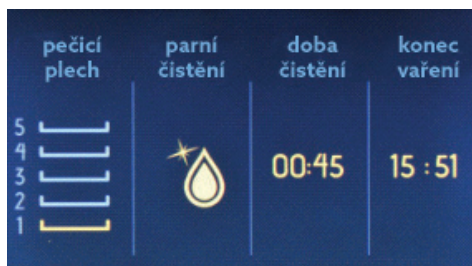 pečicí plech
parní čistění
doba čistění
konec vaření
5
4
3
2
1
00:45
15:51